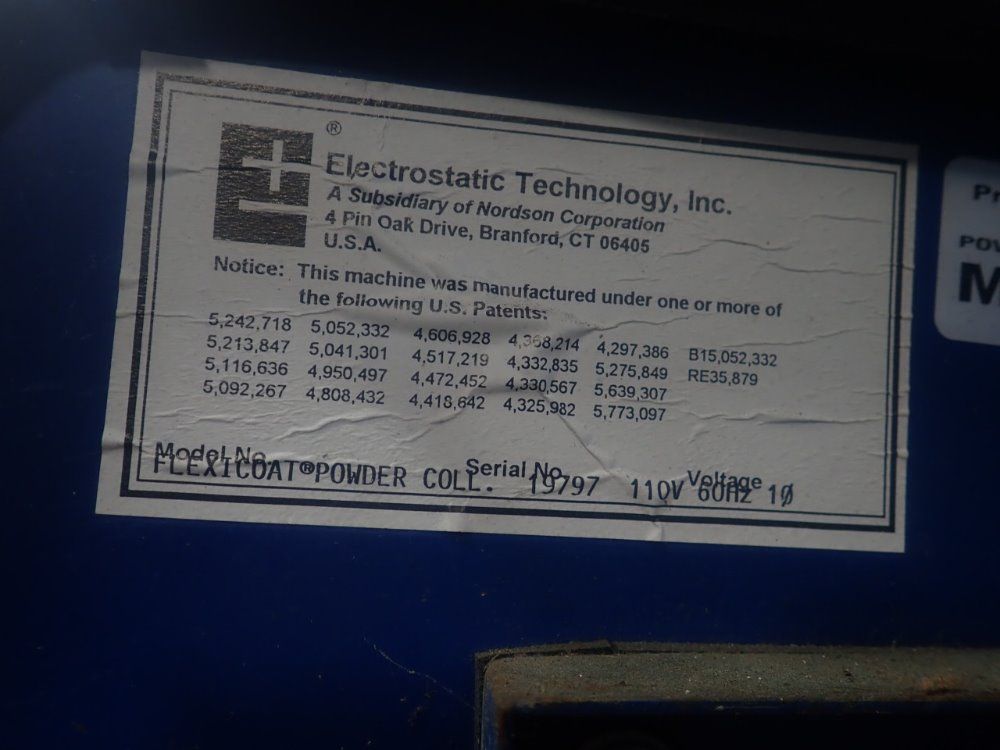 ®
Electrostatic Technology, Inc.
A Subsidiary of Nordson Corporation
4 Pin Oak Drive, Branford, CT 06405
U.S.A.
Notice: This machine was manufactured under one or more of
the following U.S. Patents:
5,242,718 5,052,332 4,606,928 4,368,214 4,297,386 B15,052,332
5,213,847 5,041,301 4,517,219 4,332,835 5,275,849 RE35,879
5,116,636 4,950,497 4,472,452 4,330,567 5,639,307
5,092,267 4,808,432 4,418,642 4,325,982 5,773,097
Model No. Serial No. Voltage
FLEXICOAT®POWDER COLL. 19797 110V 60Hz 1Ø